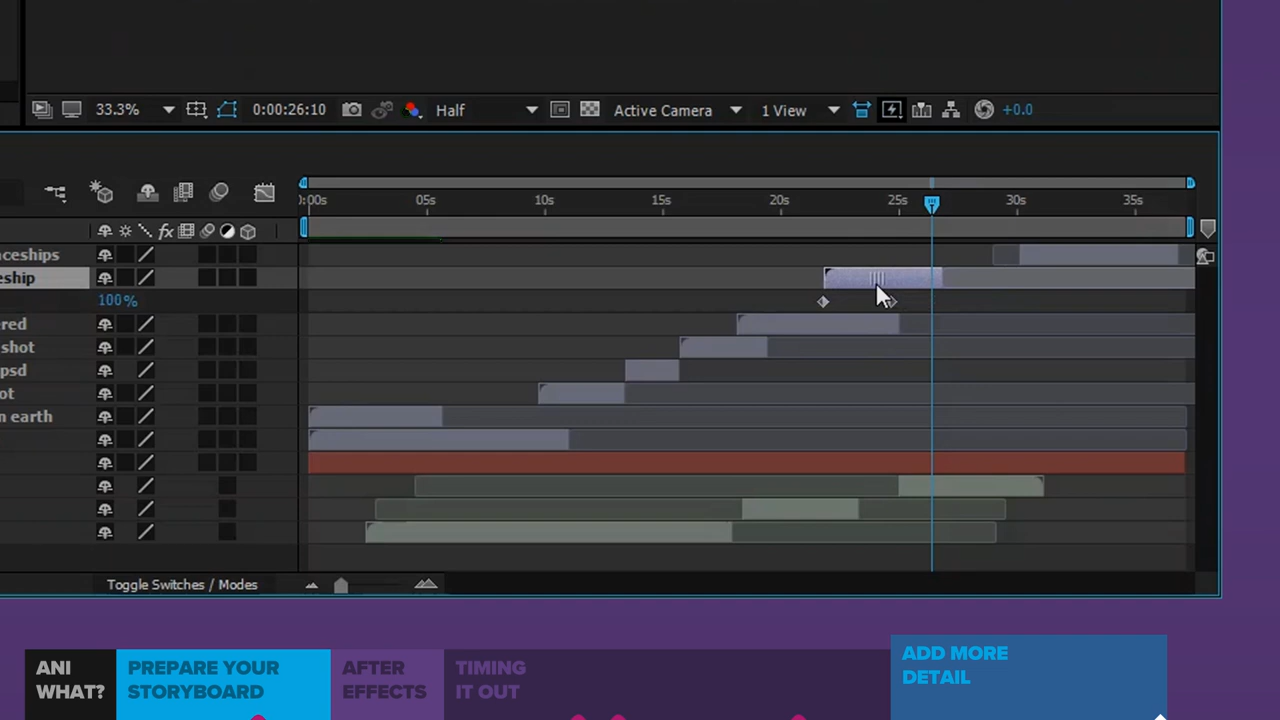 33.3% 0:00:26:10 Half Active Camera 1 View +0.0
0:00s 05s 10s 15s 20s 25s 30s 35s
fx
ceships
eship
100%
red
shot
psd
ot
n earth
Toggle Switches / Modes
ANI
WHAT?
PREPARE YOUR
STORYBOARD
AFTER
EFFECTS
TIMING
IT OUT
ADD MORE
DETAIL